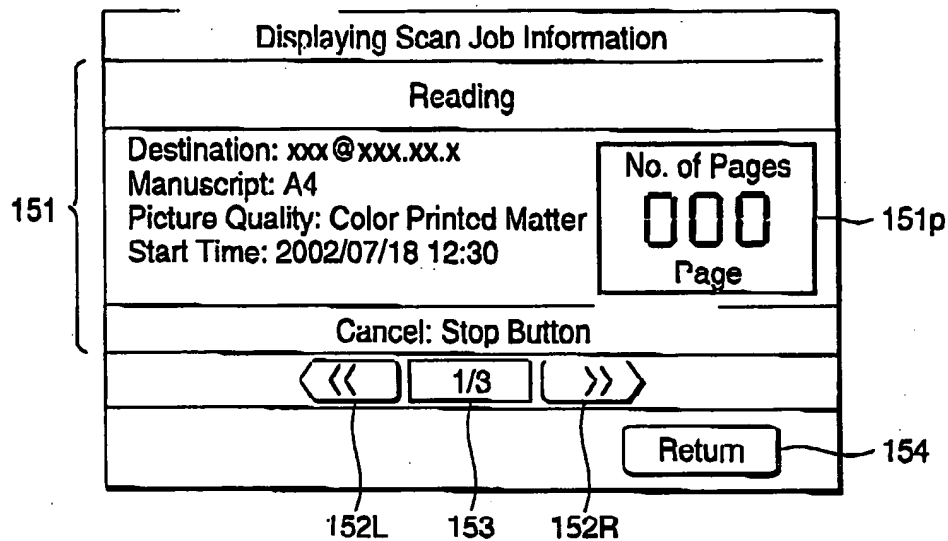 Displaying Scan Job Information
Reading
Destination: xxx@xxx.xx.x
Manuscript: A4
Picture Quality: Color Printed Matter
Start Time: 2002/07/18 12:30
No. of Pages
000
Page
151
151p
Cancel: Stop Button
<< 1/3 >>
Return
154
152L 153 152R